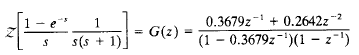 𝒵[ (1 − e^{−s})/s · 1/(s(s + 1)) ] = G(z) = (0.3679z^{−1} + 0.2642z^{−2})/((1 − 0.3679z^{−1})(1 − z^{−1}))